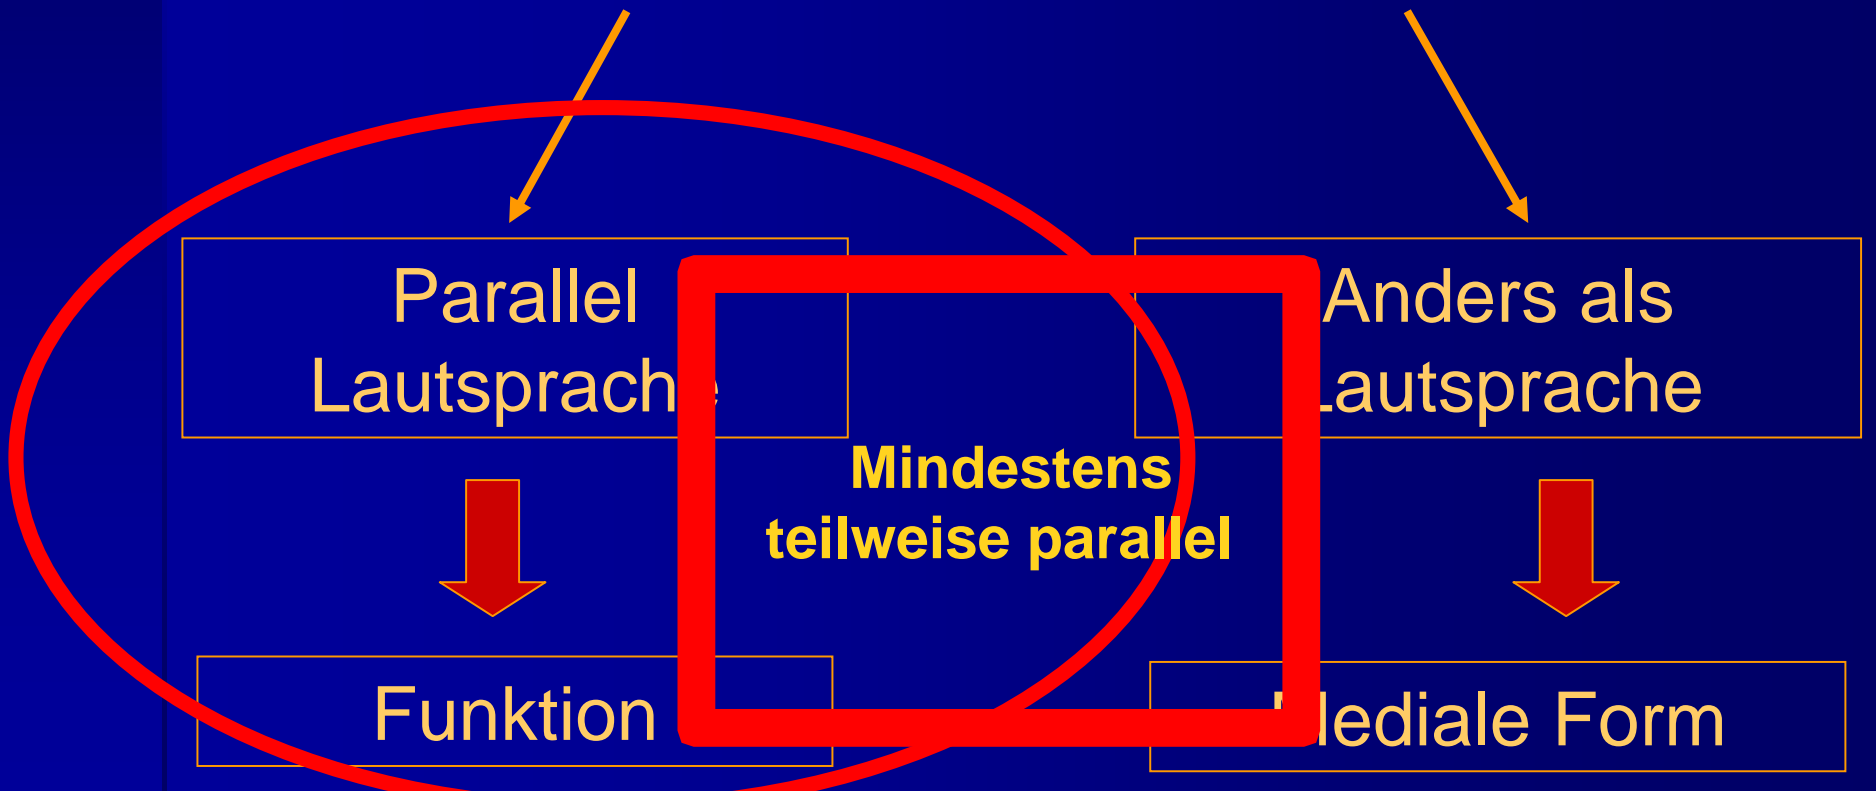 Parallel
Lautsprache
Anders als
Lautsprache
Mindestens
teilweise parallel
Funktion
Mediale Form